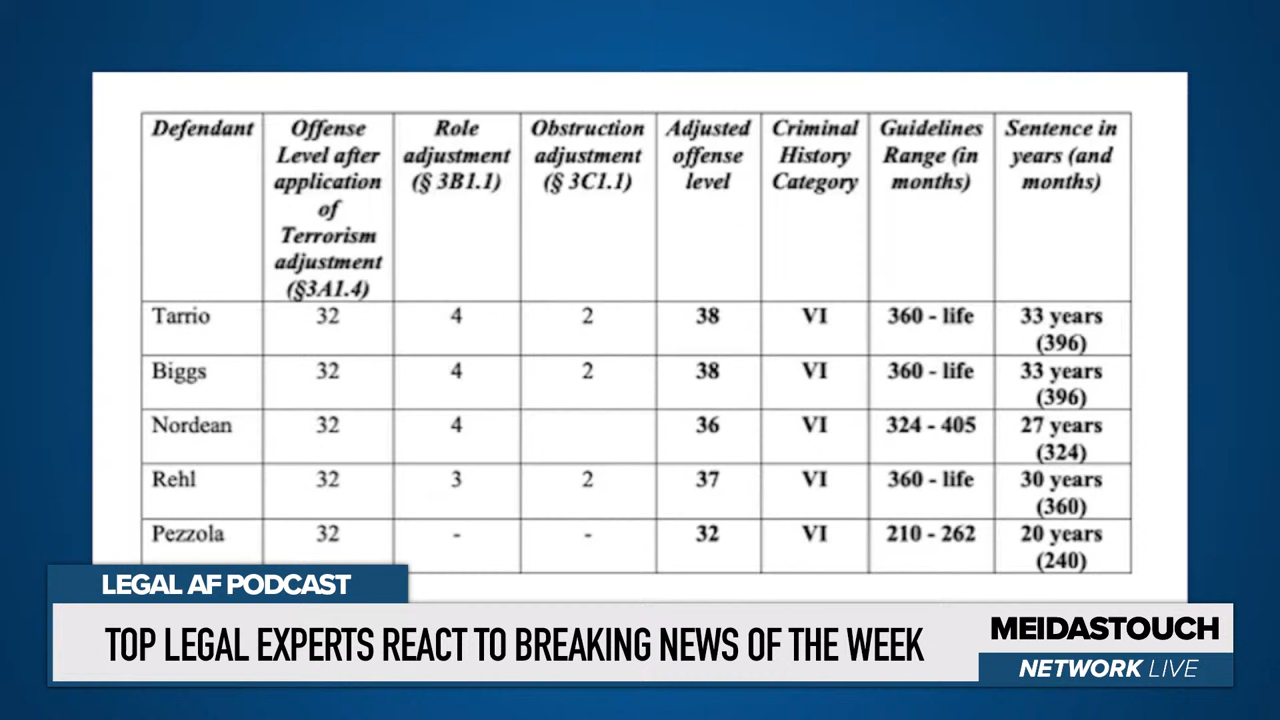 Defendant Offense Role Obstruction Adjusted Criminal Guidelines Sentence in
Level after adjustment adjustment offense History Range (in years (and
application (§ 3B1.1) (§ 3C1.1) level Category months) months)
of
Terrorism
adjustment
(§3A1.4)
Tarrio 32 4 2 38 VI 360 - life 33 years
(396)
Biggs 32 4 2 38 VI 360 - life 33 years
(396)
Nordean 32 4 36 VI 324 - 405 27 years
(324)
Rehl 32 3 2 37 VI 360 - life 30 years
(360)
Pezzola 32 - - 32 VI 210 - 262 20 years
(240)
LEGAL AF PODCAST
TOP LEGAL EXPERTS REACT TO BREAKING NEWS OF THE WEEK
MEIDASTOUCH
NETWORK LIVE